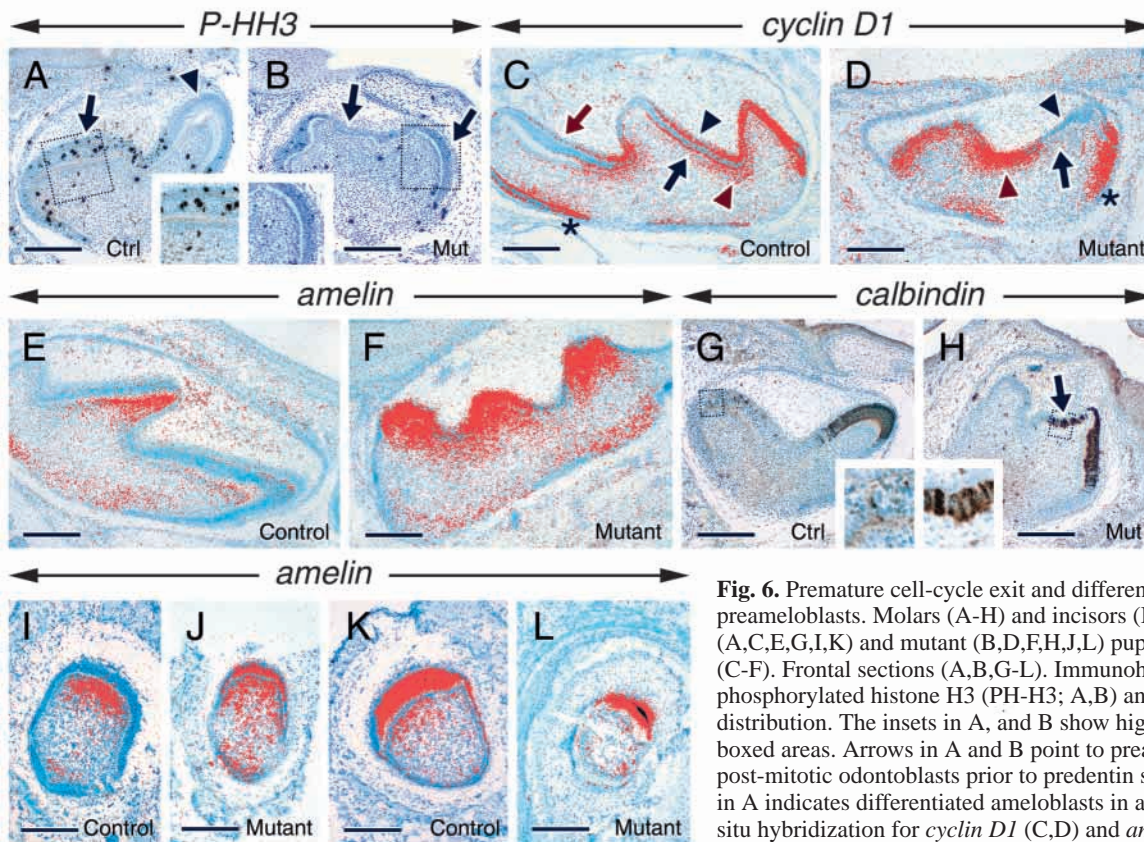 P-HH3 cyclin D1
A B C D
Ctrl Mut Control Mutant
* *
amelin calbindin
E F G H
Control Mutant Ctrl Mut
amelin
I J K L
Control Mutant Control
Fig. 6. Premature cell-cycle exit and differen
preameloblasts. Molars (A-H) and incisors (
(A,C,E,G,I,K) and mutant (B,D,F,H,J,L) pup
(C-F). Frontal sections (A,B,G-L). Immunoh
phosphorylated histone H3 (PH-H3; A,B) an
distribution. The insets in A, and B show hig
boxed areas. Arrows in A and B point to prea
post-mitotic odontoblasts prior to predentin s
in A indicates differentiated ameloblasts in a
situ hybridization for cyclin D1 (C,D) and am